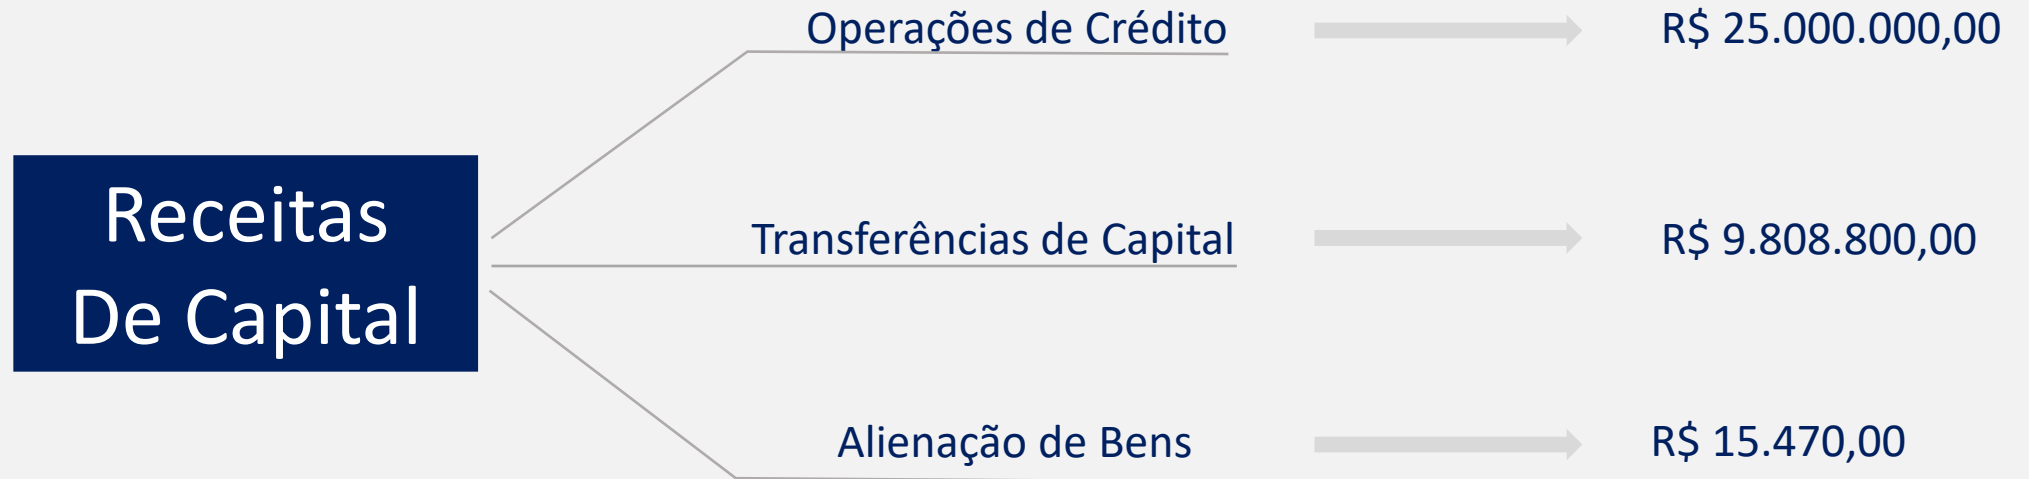 Receitas
De Capital
Operações de Crédito R$ 25.000.000,00
Transferências de Capital R$ 9.808.800,00
Alienação de Bens R$ 15.470,00